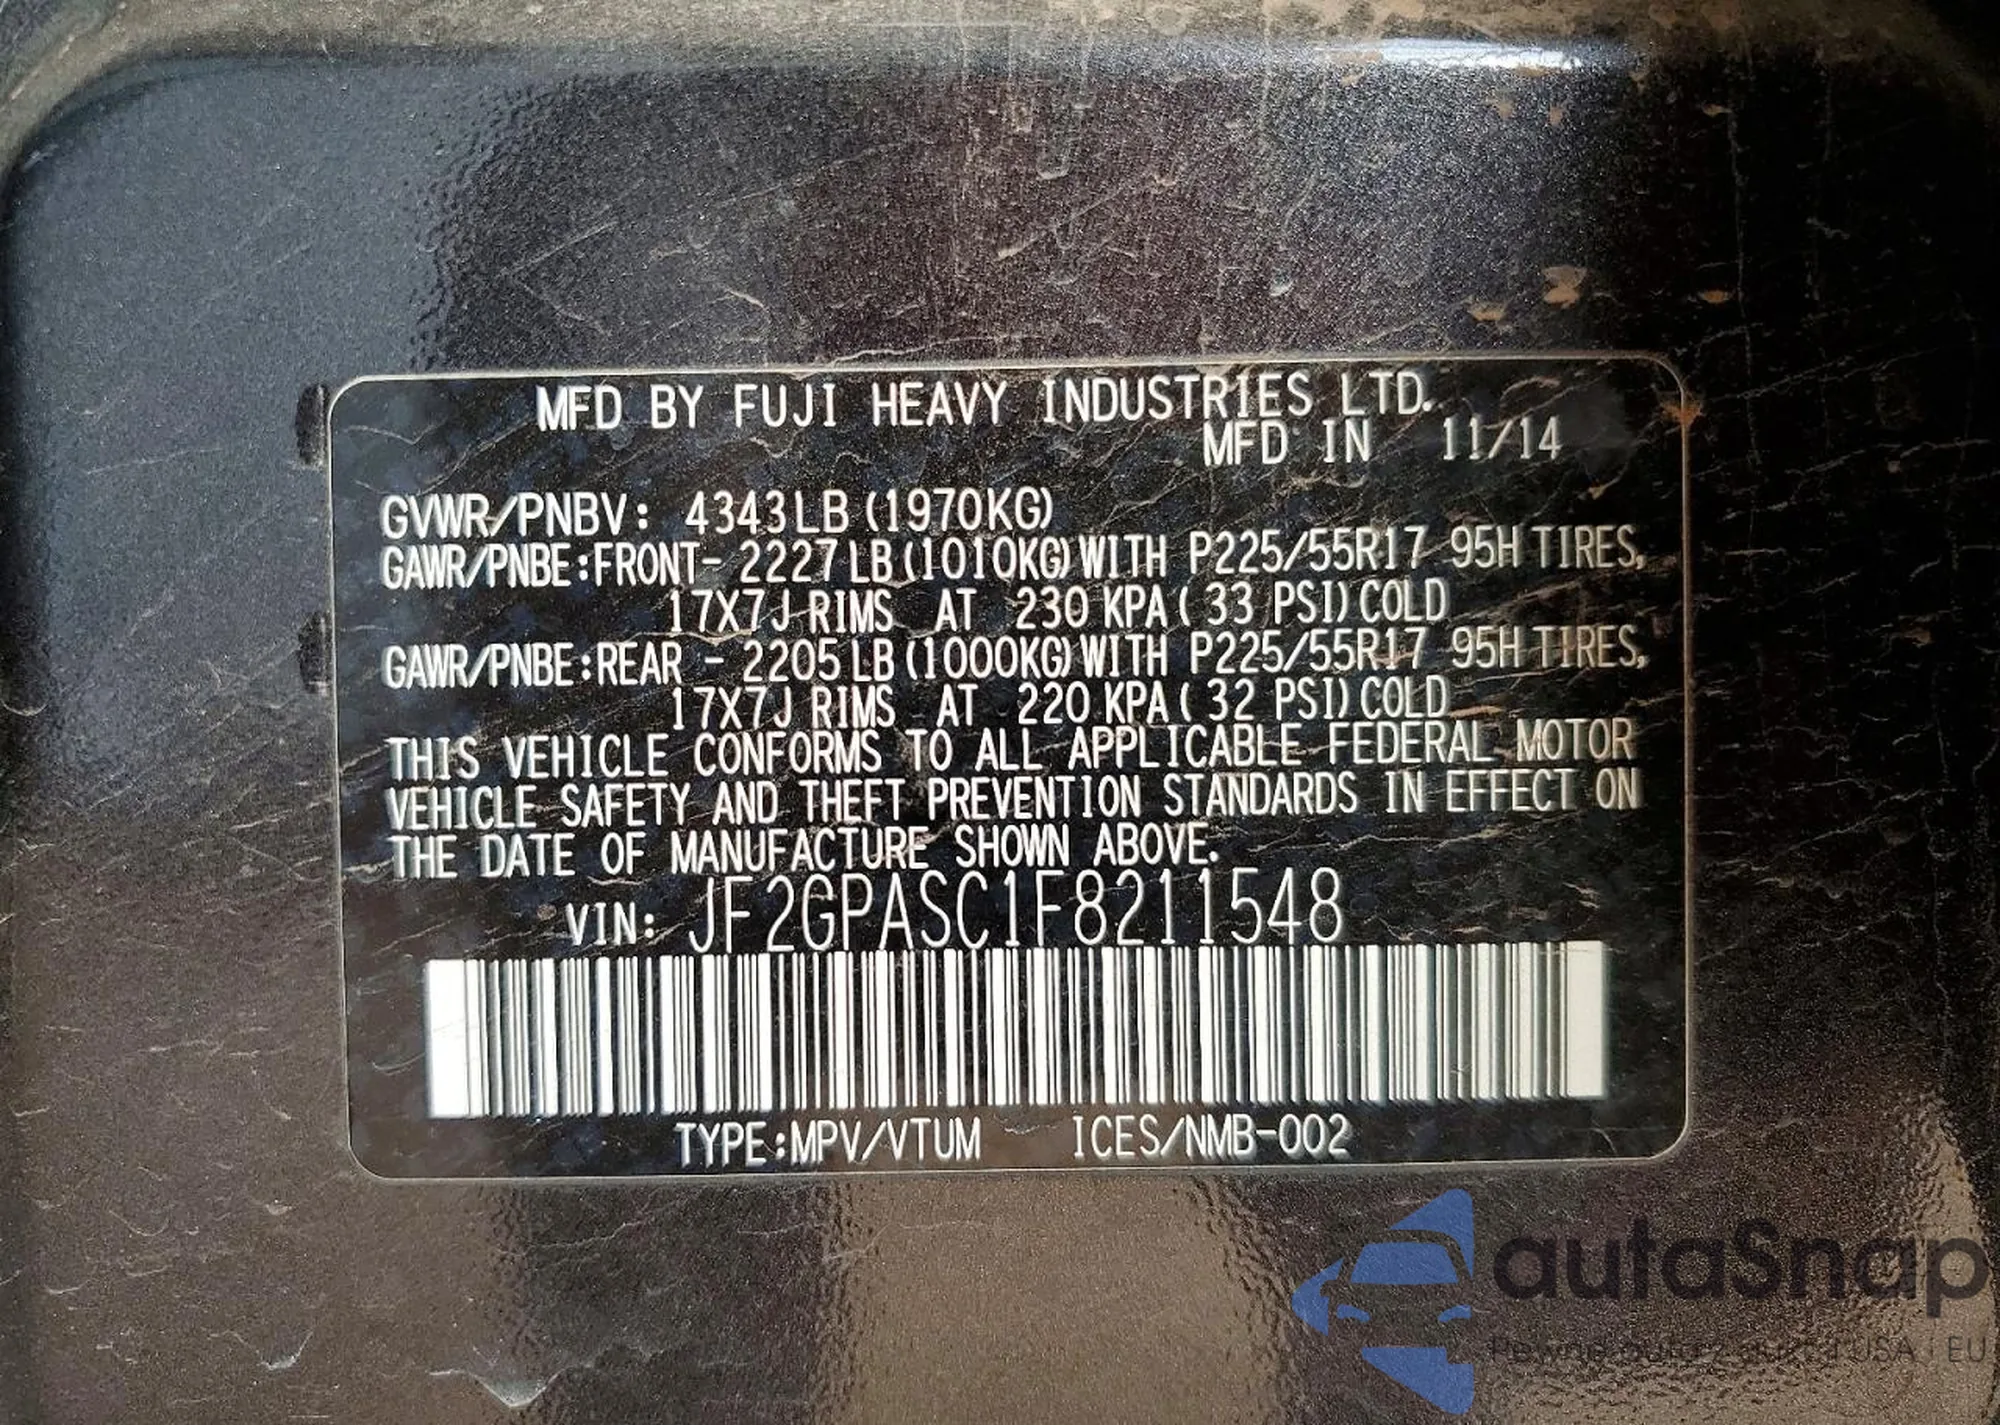 MFD BY FUJI HEAVY INDUSTRIES LTD.
MFD IN 11/14
GVWR/PNBV: 4343LB (1970KG)
GAWR/PNBE:FRONT- 2227LB(1010KG)WITH P225/55R17 95H TIRES,
17X7J RIMS AT 230 KPA( 33 PSI)COLD
GAWR/PNBE:REAR - 2205LB(1000KG)WITH P225/55R17 95H TIRES,
17X7J RIMS AT 220 KPA( 32 PSI)COLD
THIS VEHICLE CONFORMS TO ALL APPLICABLE FEDERAL MOTOR
VEHICLE SAFETY AND THEFT PREVENTION STANDARDS IN EFFECT ON
THE DATE OF MANUFACTURE SHOWN ABOVE.
VIN: JF2GPASC1F8211548
TYPE:MPV/VTUM ICES/NMB-002
autaSnap
USA | EU